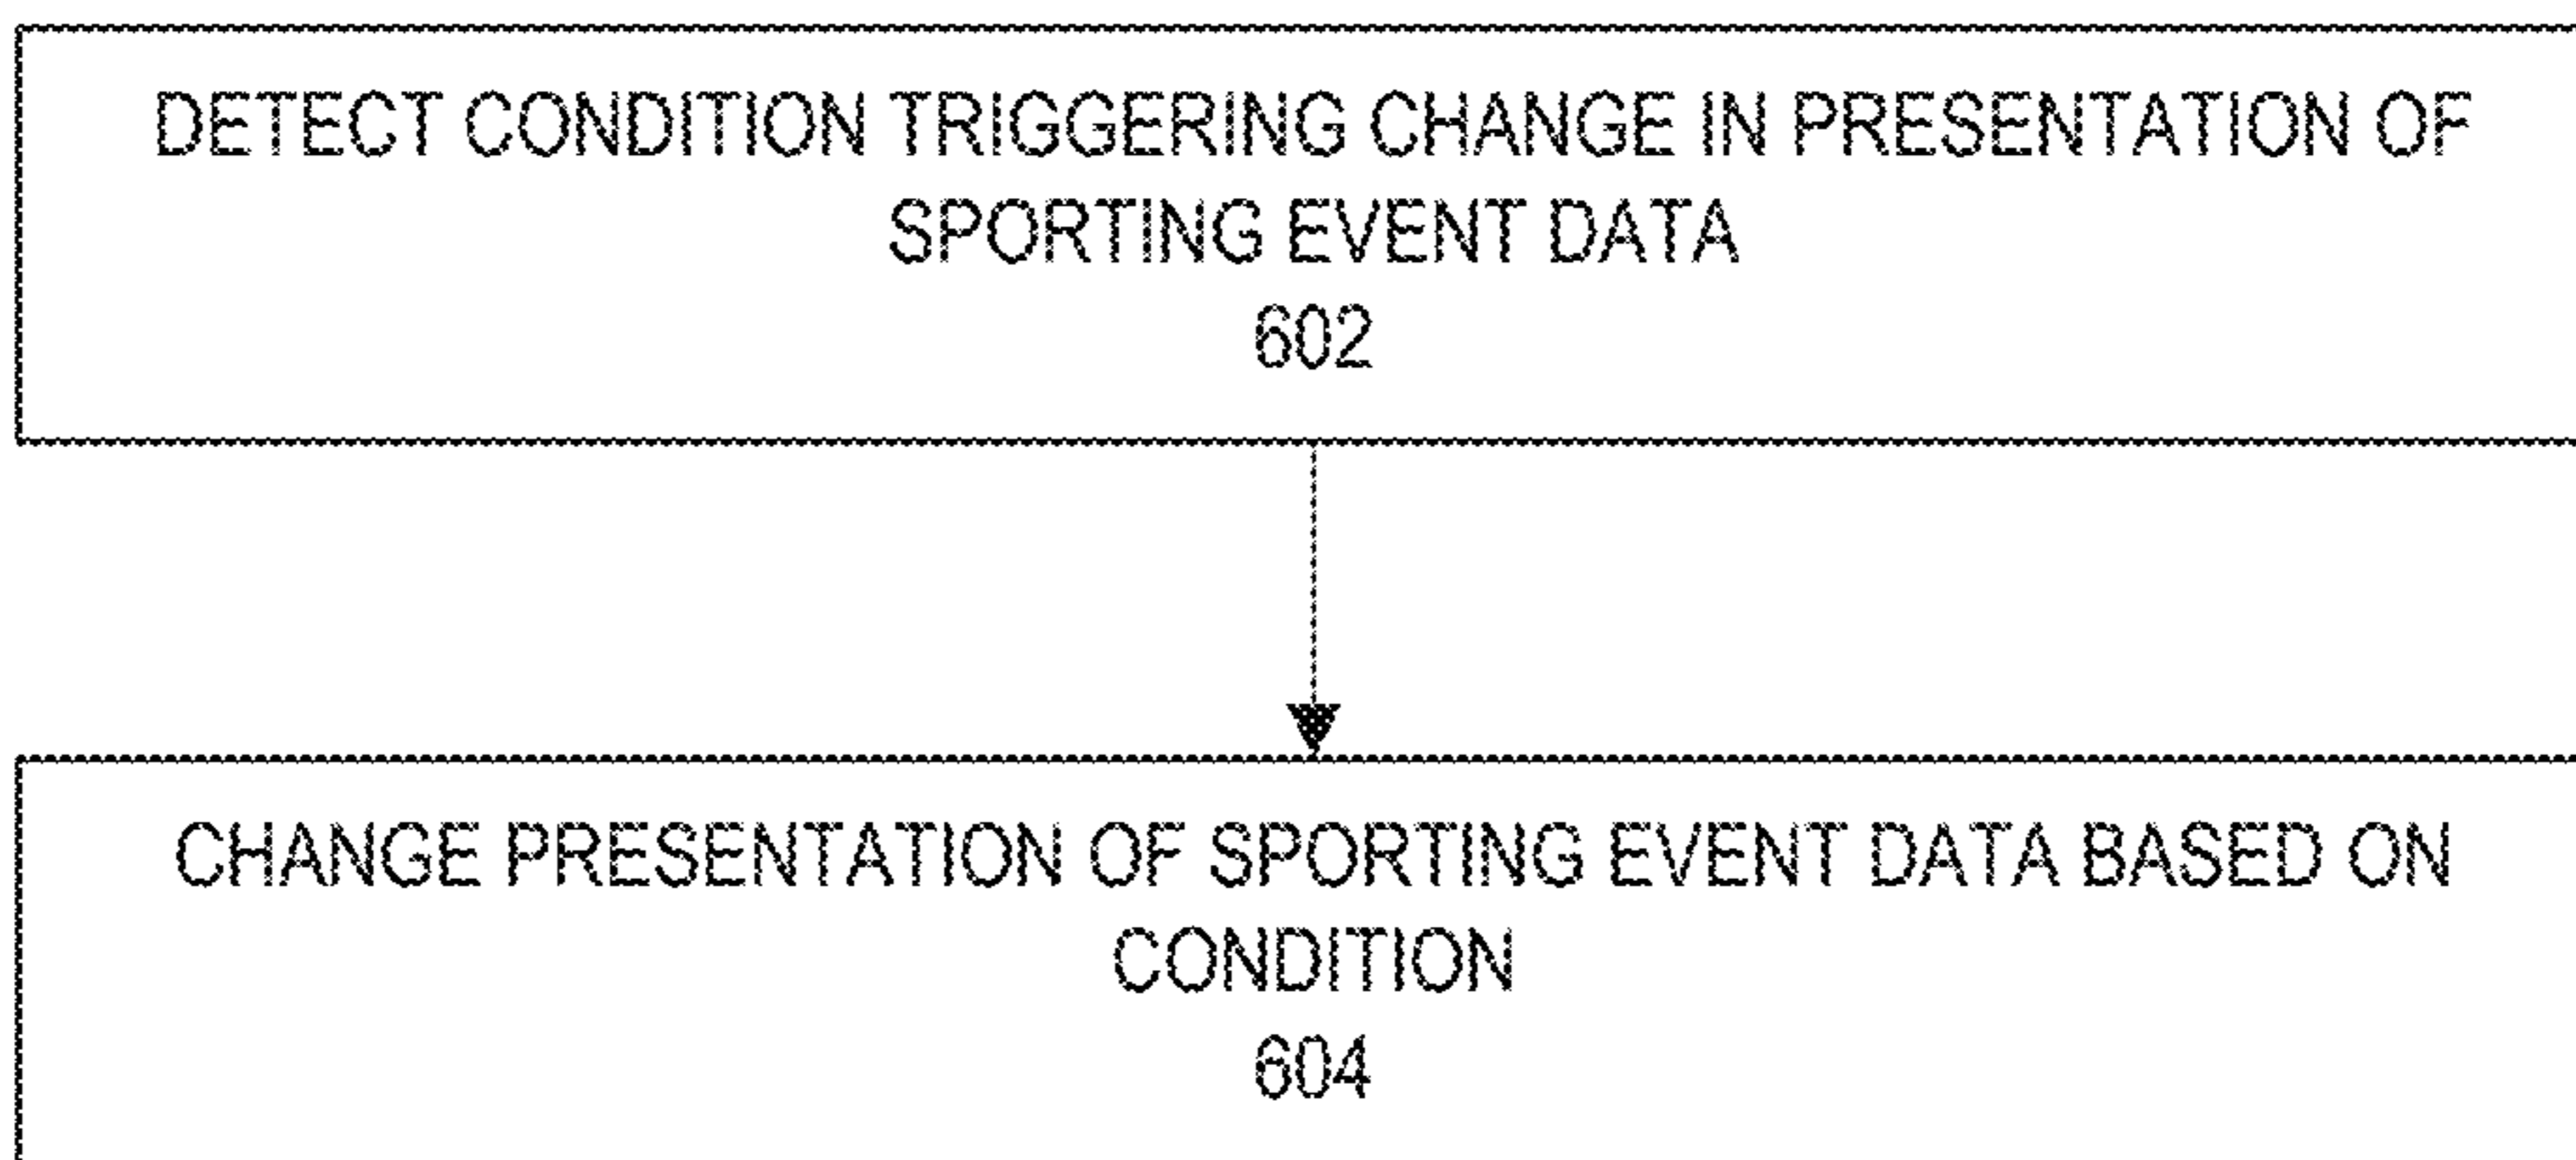 DETECT CONDITION TRIGGERING CHANGE IN PRESENTATION OF
SPORTING EVENT DATA
602
CHANGE PRESENTATION OF SPORTING EVENT DATA BASED ON
CONDITION
604